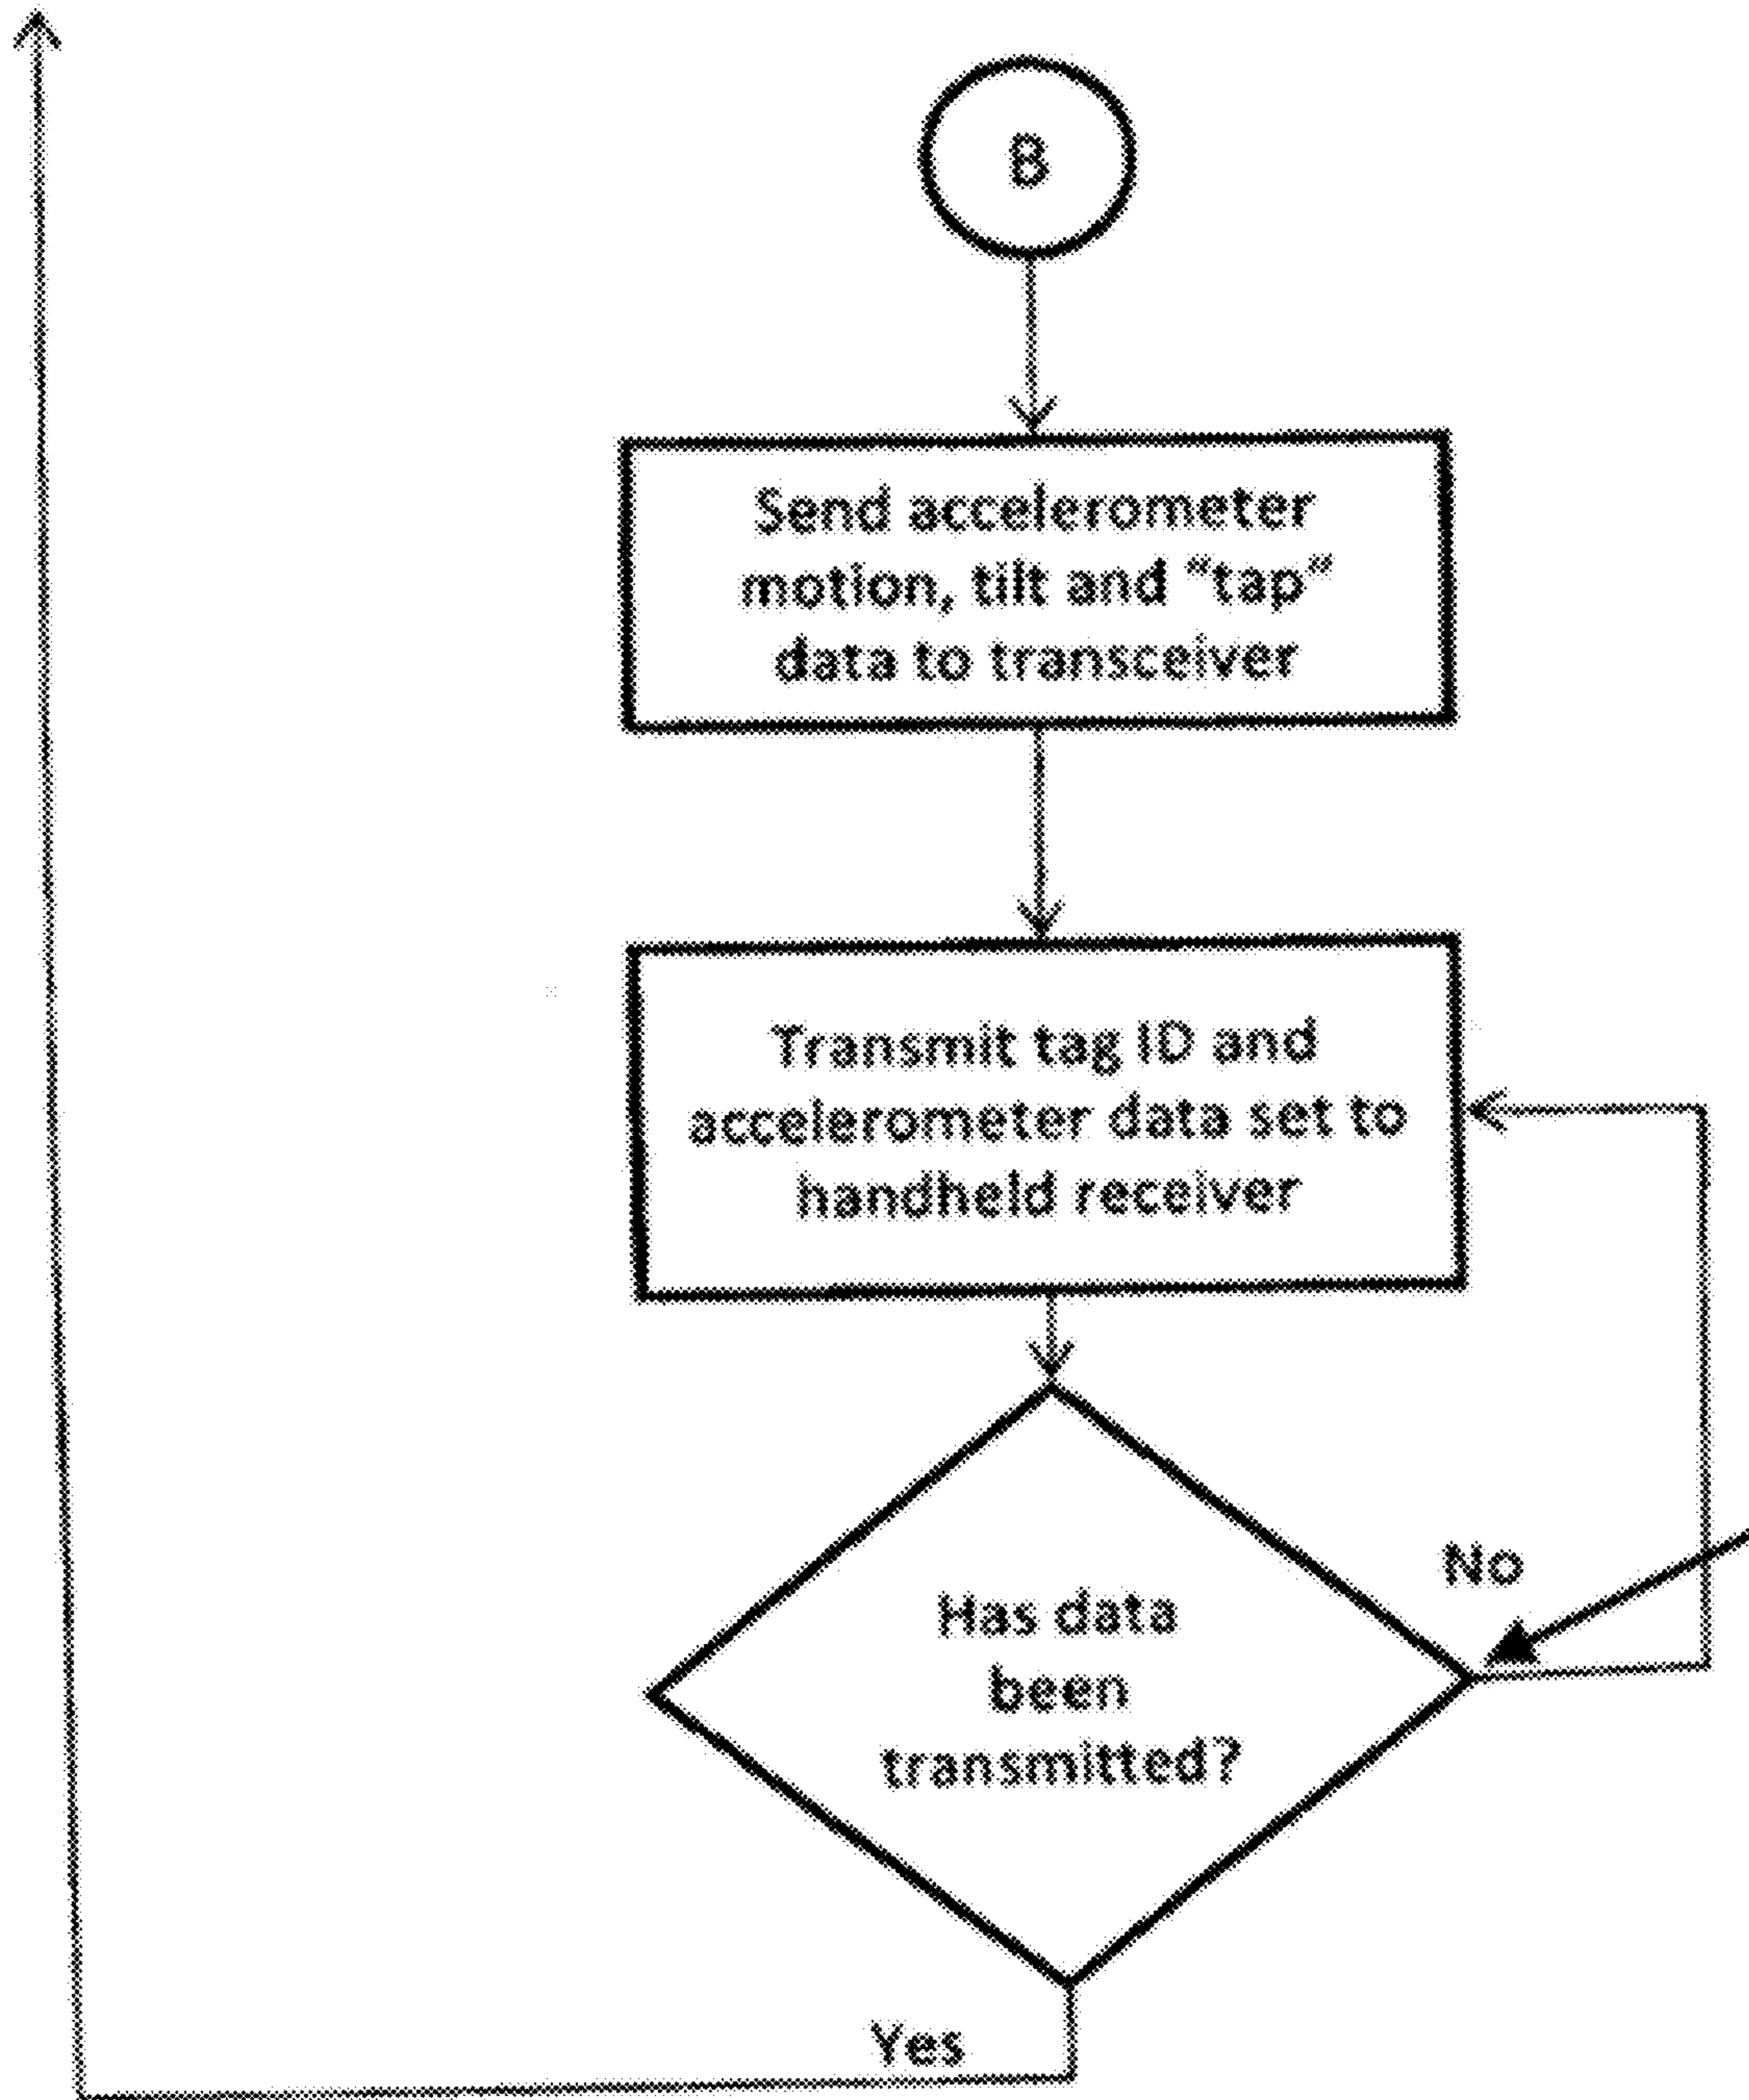 B
Send accelerometer
motion, tilt and “tap”
data to transceiver
Transmit tag ID and
accelerometer data set to
handheld receiver
No
Has data
been
transmitted?
Yes